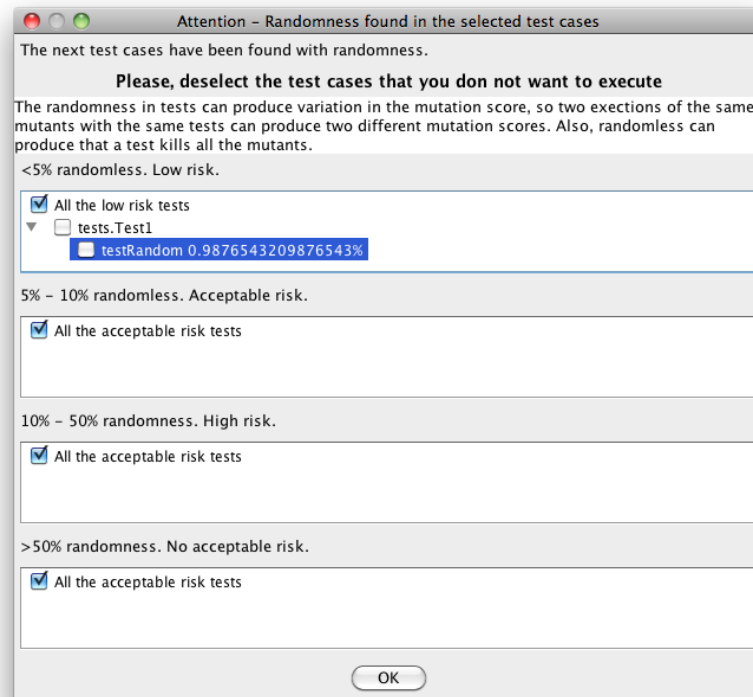 Attention – Randomness found in the selected test cases
The next test cases have been found with randomness.
Please, deselect the test cases that you don not want to execute
The randomness in tests can produce variation in the mutation score, so two exections of the same
mutants with the same tests can produce two different mutation scores. Also, randomless can
produce that a test kills all the mutants.
<5% randomless. Low risk.
All the low risk tests
tests.Test1
testRandom 0.9876543209876543%
5% – 10% randomless. Acceptable risk.
All the acceptable risk tests
10% – 50% randomness. High risk.
All the acceptable risk tests
>50% randomness. No acceptable risk.
All the acceptable risk tests
OK